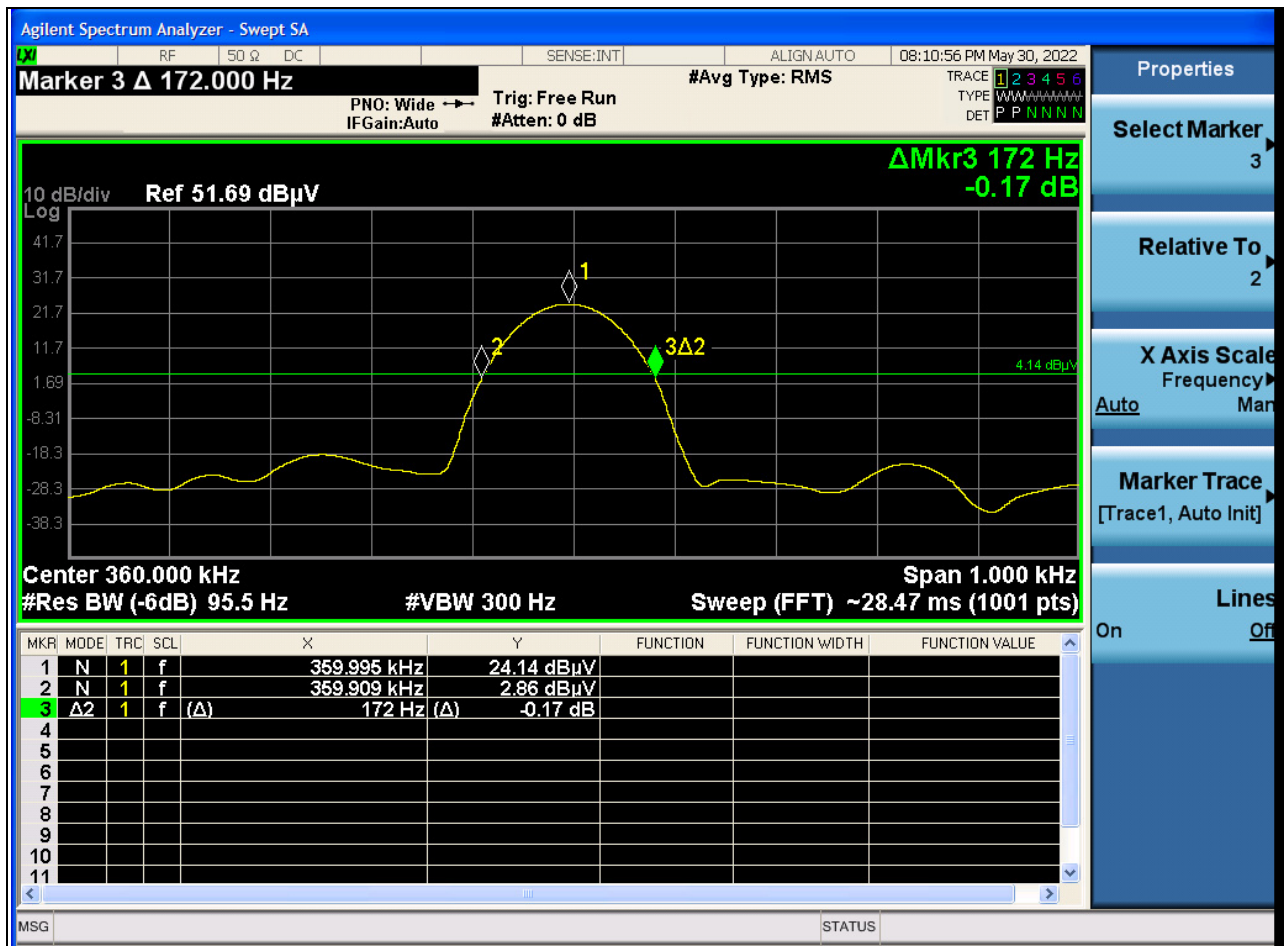 Agilent Spectrum Analyzer - Swept SA
LXI RF 50 Ω DC SENSE:INT ALIGN AUTO 08:10:56 PM May 30, 2022
Marker 3 Δ 172.000 Hz
PNO: Wide
IFGain:Auto
Trig: Free Run
#Atten: 0 dB
#Avg Type: RMS
TRACE 1 2 3 4 5 6
TYPE
DET P P N N N N
ΔMkr3 172 Hz
-0.17 dB
10 dB/div Ref 51.69 dBµV
Log
41.7
31.7
21.7
11.7
1.69
-8.31
-18.3
-28.3
-38.3
1
2
3Δ2
4.14 dBµV
Center 360.000 kHz Span 1.000 kHz
#Res BW (-6dB) 95.5 Hz #VBW 300 Hz Sweep (FFT) ~28.47 ms (1001 pts)
MKR MODE TRC SCL X Y FUNCTION FUNCTION WIDTH FUNCTION VALUE
1 N 1 f 359.995 kHz 24.14 dBµV
2 N 1 f 359.909 kHz 2.86 dBµV
3 Δ2 1 f (Δ) 172 Hz (Δ) -0.17 dB
4
5
6
7
8
9
10
11
MSG STATUS
Properties
Select Marker
3
Relative To
2
X Axis Scale
Frequency
Auto Man
Marker Trace
[Trace1, Auto Init]
Lines
On Off